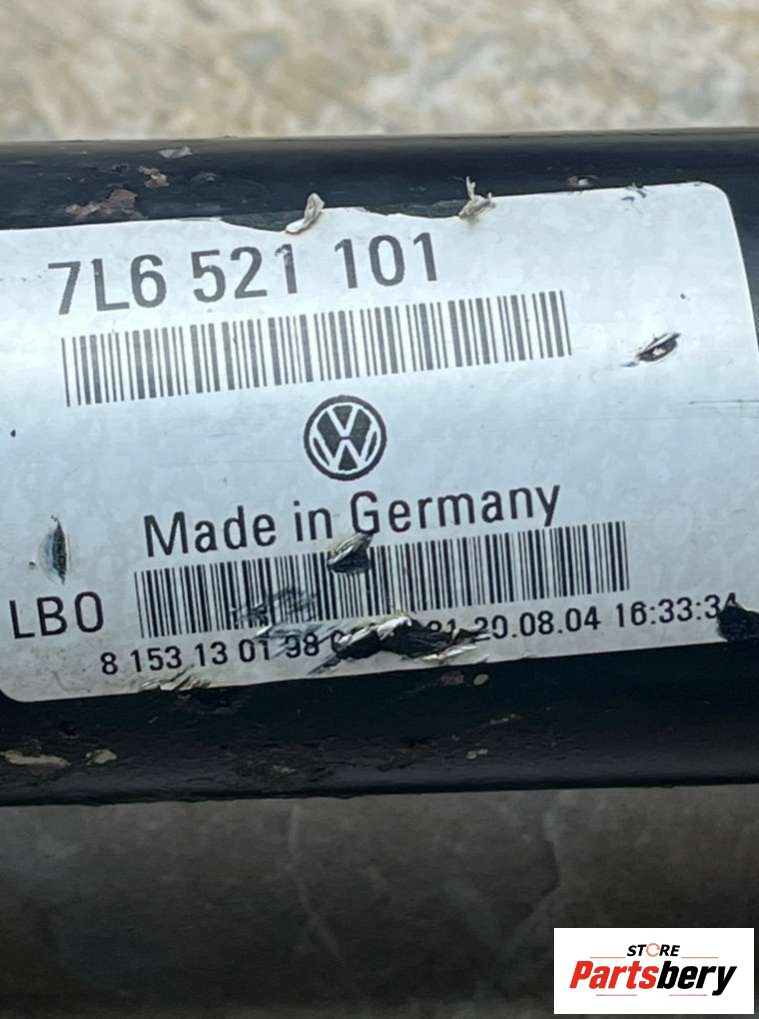 7L6 521 101
Made in Germany
LB0
8 153 13 01 98 20.08.04 16:33:34
STORE
Partsbery